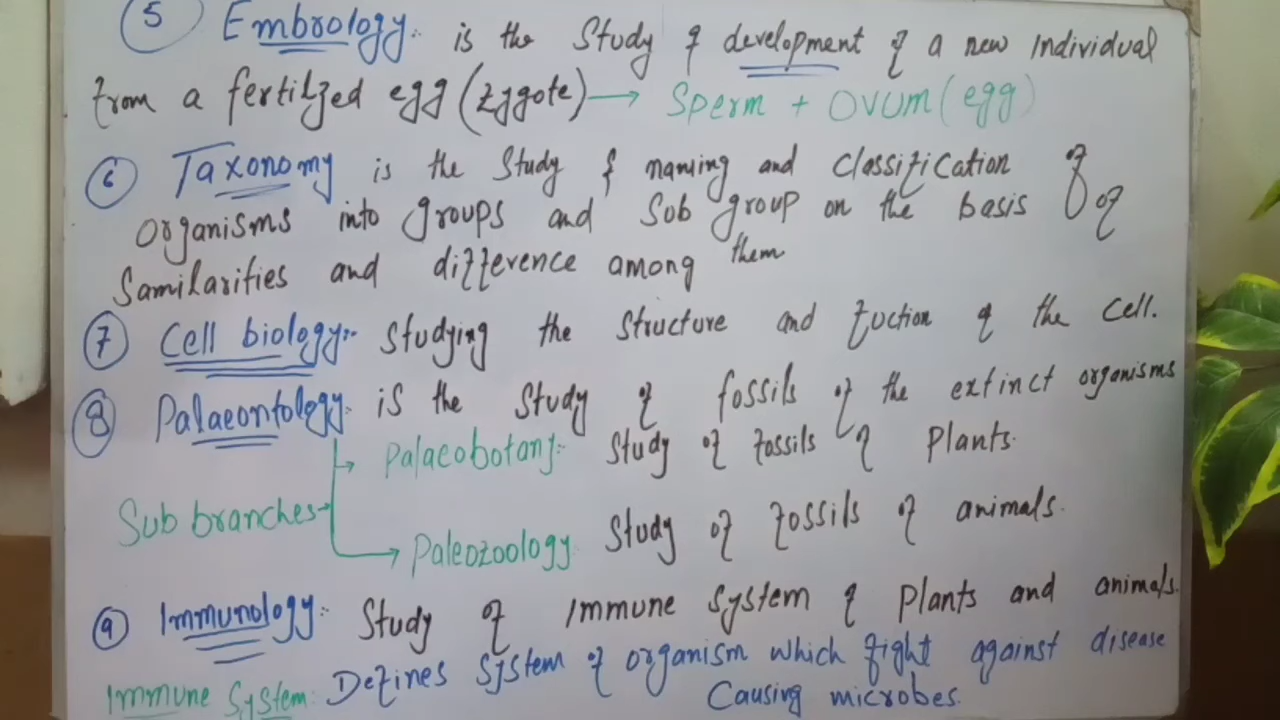 5 Embrology:- is the Study of development of a new individual
from a fertilzed egg (zygote) → Sperm + Ovum (egg)
6 Taxonomy is the Study of naming and classification of
organisms into groups and Sub group on the basis of
Samilarities and difference among them
7 Cell biology:- Studying the Structure and fuction of the cell.
8 Palaeontology:- is the Study of fossils of the extinct organisms
Palaeobotany:- Study of fossils of Plants.
Sub branches
Paleozoology:- Study of fossils of animals.
9 Immunology:- Study of Immune System of Plants and animals.
Immune System: Defines System of organism which fight against disease
Causing microbes.